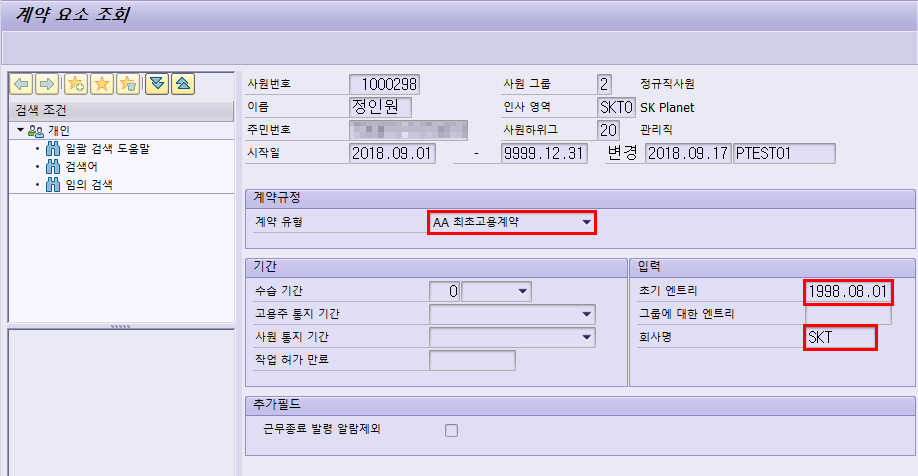 계약 요소 조회
검색 조건
개인
일괄 검색 도움말
검색어
임의 검색
사원번호 1000298 사원 그룹 2 정규직사원
이름 정인원 인사 영역 SKT0 SK Planet
주민번호 사원하위그 20 관리직
시작일 2018.09.01 - 9999.12.31 변경 2018.09.17 PTEST01
계약규정
계약 유형 AA 최초고용계약
기간
수습 기간 0
고용주 통지 기간
사원 통지 기간
작업 허가 만료
입력
초기 엔트리 1998.08.01
그룹에 대한 엔트리
회사명 SKT
추가필드
근무종료 발령 알람제외